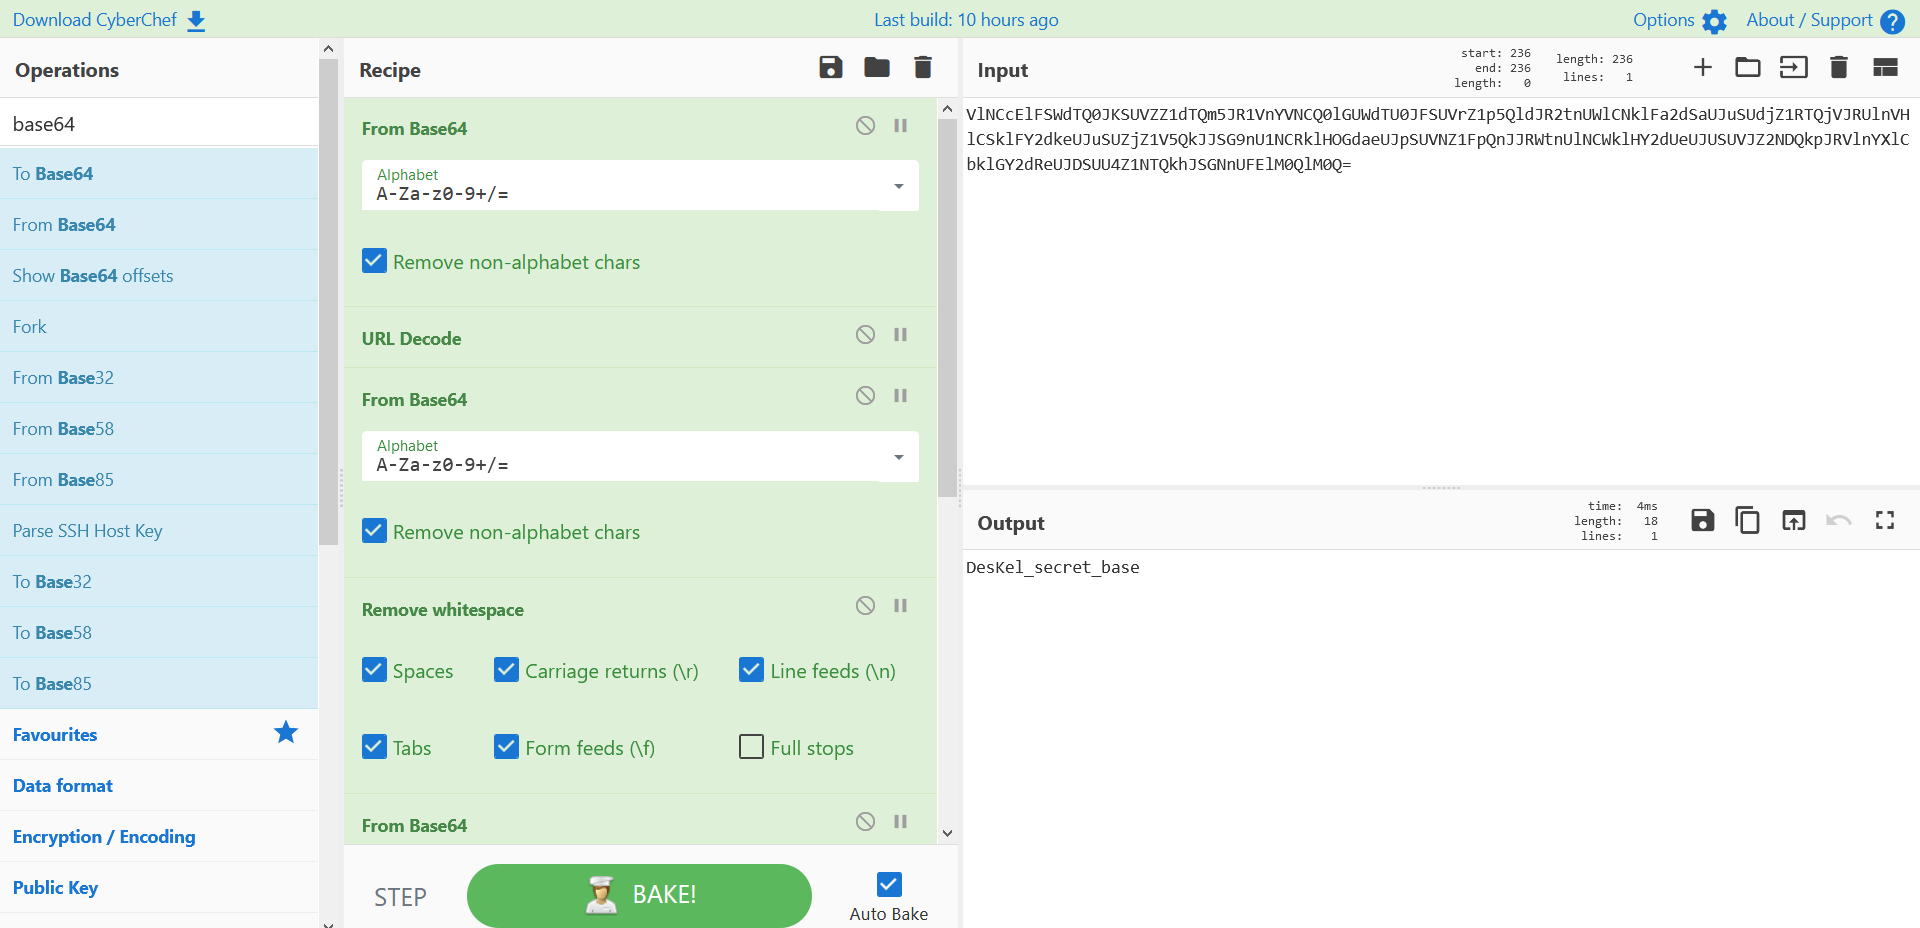 Download CyberChef
Last build: 10 hours ago
Options
About / Support
Operations
base64
To Base64
From Base64
Show Base64 offsets
Fork
From Base32
From Base58
From Base85
Parse SSH Host Key
To Base32
To Base58
To Base85
Favourites
Data format
Encryption / Encoding
Public Key
Recipe
From Base64
Alphabet
A-Za-z0-9+/=
Remove non-alphabet chars
URL Decode
From Base64
Alphabet
A-Za-z0-9+/=
Remove non-alphabet chars
Remove whitespace
Spaces Carriage returns (\r) Line feeds (\n)
Tabs Form feeds (\f) Full stops
From Base64
STEP
BAKE!
Auto Bake
Input
start: 236
end: 236
length: 0
length: 236
lines: 1
VlNCcElFSWdTQ0JKSUVZZ1dTQm5JR1VnYVNCQ0lGUWdTU0JFSUVrZ1p5QldJR2tnUWlCNklFa2dSaUJuSUdjZ1RTQjVJRUlnVH
lCSklFY2dkeUJuSUZjZ1V5QkJJSG9nU1NCRklHOGdaeUJpSUVNZ1FpQnJJRWtnUlNCWklHY2dUeUJUSUVJZ2NDQkpJRVlnYXlC
bklGY2dReUJDSUU4Z1NTQkhJSGNnUFElM0QlM0Q=
Output
time: 4ms
length: 18
lines: 1
DesKel_secret_base